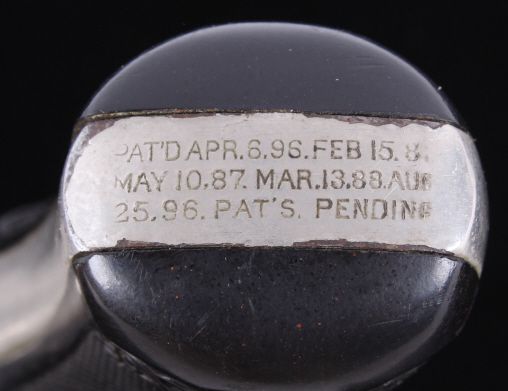 PAT'D APR.6.96.FEB 15.8
MAY 10.87. MAR.13.88.AUG
25.96. PAT'S. PENDING